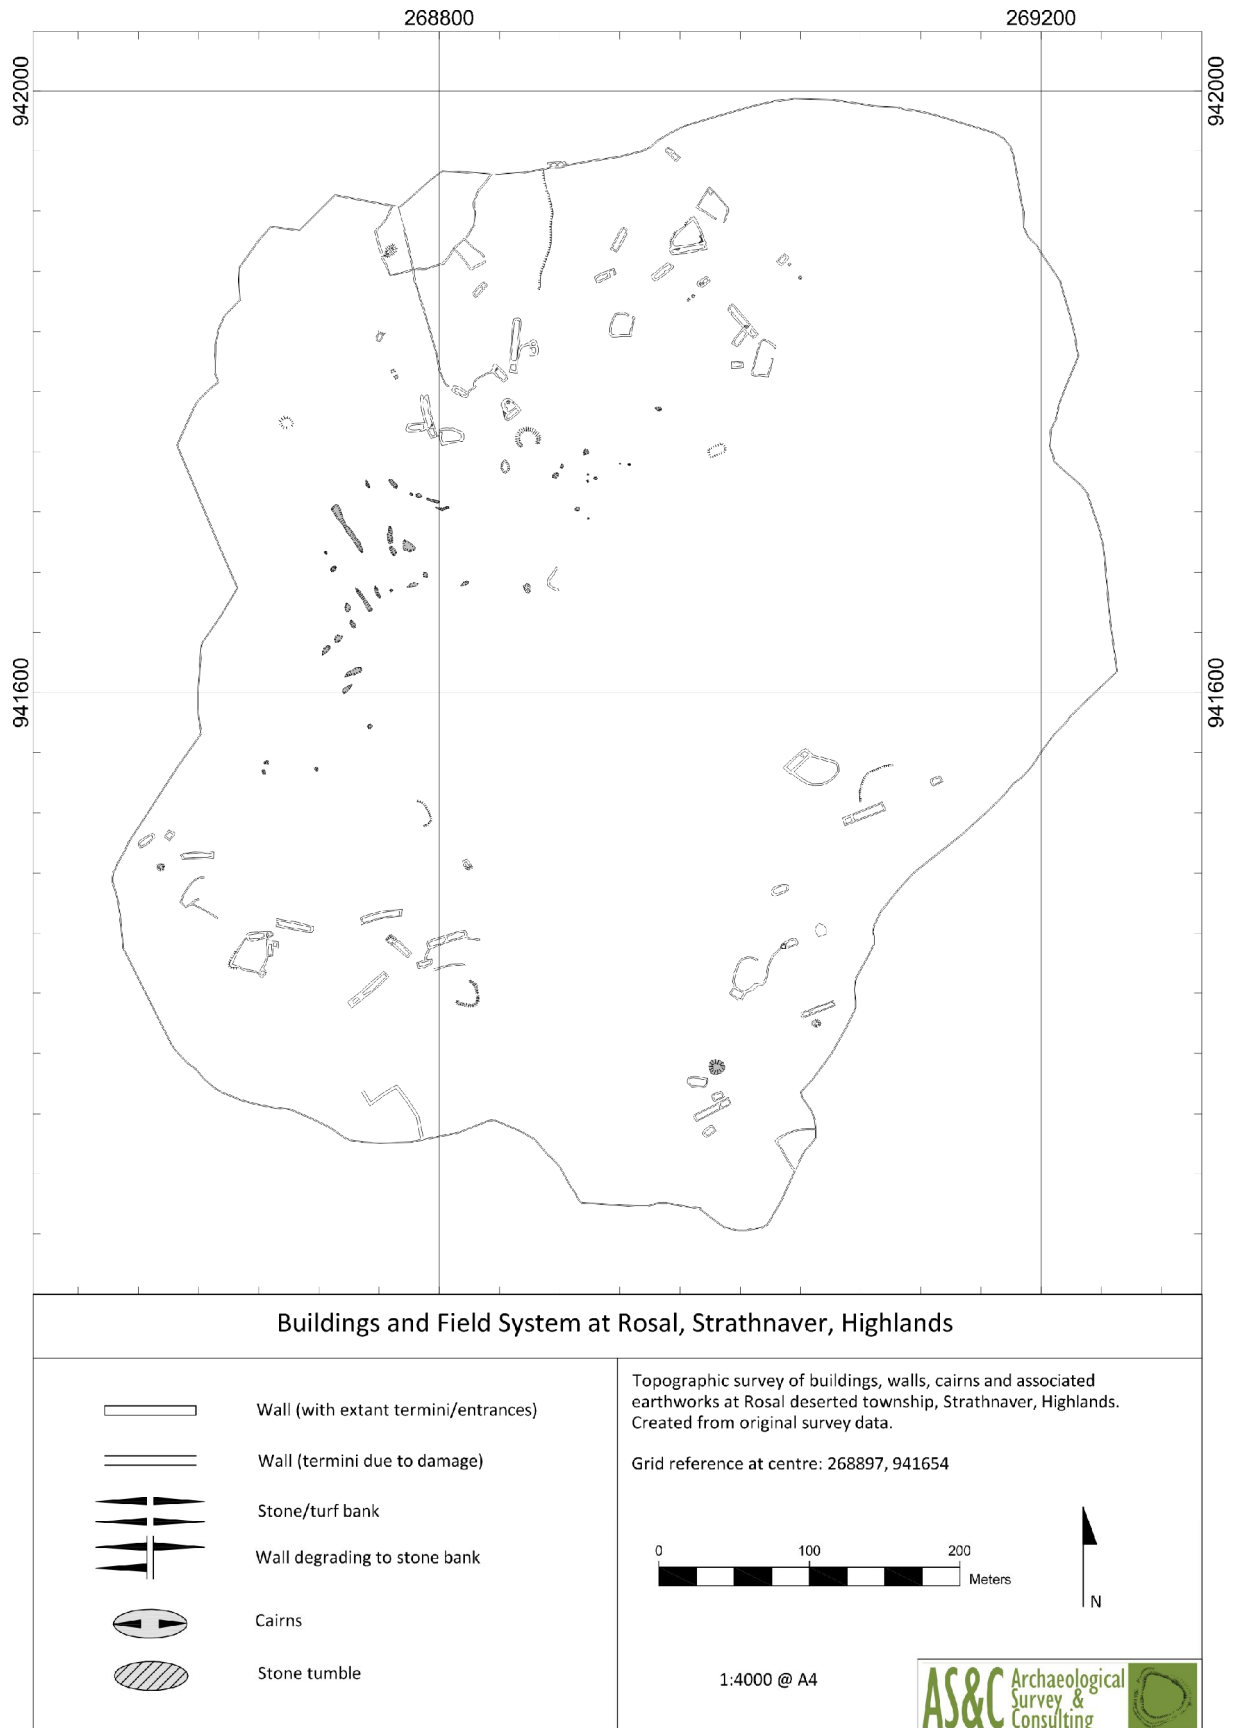 268800
269200
942000
942000
941600
941600
Buildings and Field System at Rosal, Strathnaver, Highlands
Wall (with extant termini/entrances)
Wall (termini due to damage)
Stone/turf bank
Wall degrading to stone bank
Cairns
Stone tumble
Topographic survey of buildings, walls, cairns and associated
earthworks at Rosal deserted township, Strathnaver, Highlands.
Created from original survey data.
Grid reference at centre: 268897, 941654
0 100 200
Meters
N
1:4000 @ A4
AS&C
Archaeological
Survey &
Consulting